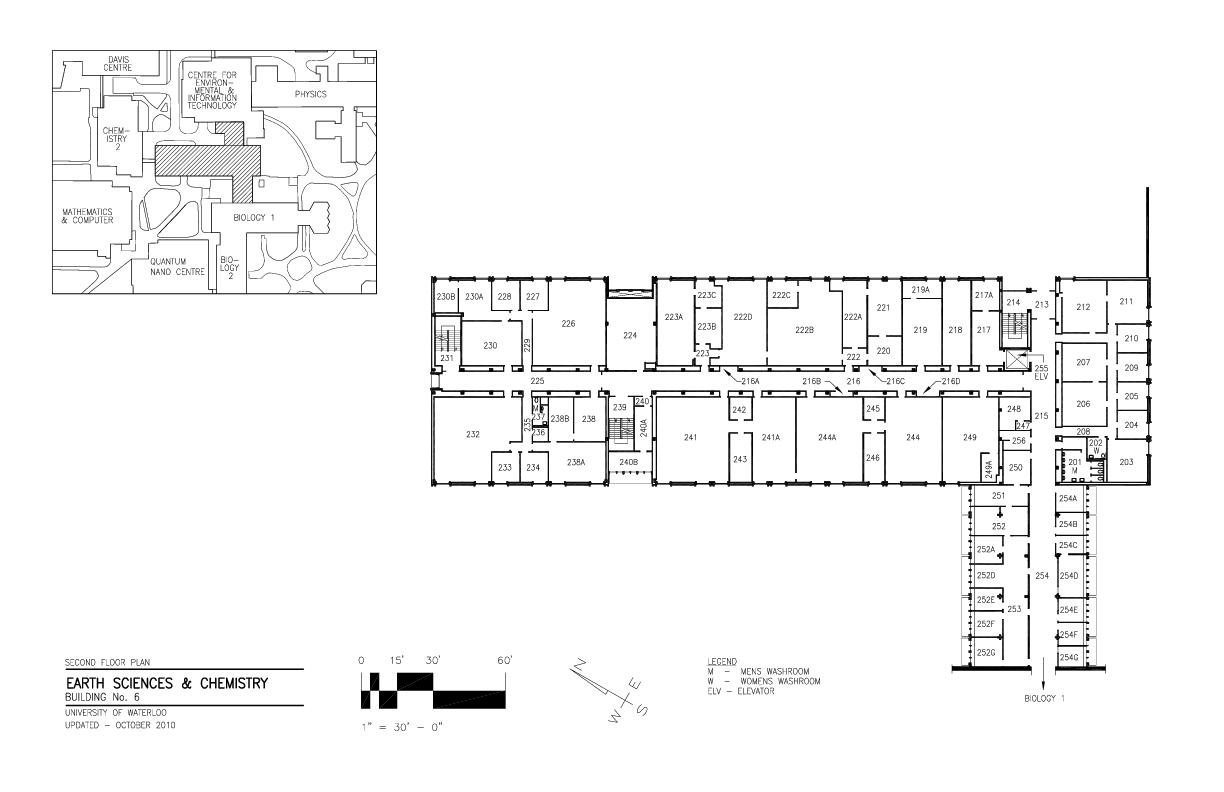 DAVIS
CENTRE
CENTRE FOR
ENVIRON-
MENTAL &
INFORMATION
TECHNOLOGY
PHYSICS
CHEM-
ISTRY
2
MATHEMATICS
& COMPUTER
BIOLOGY 1
QUANTUM
NANO CENTRE
BIO-
LOGY
2
230B
230A
228
227
226
224
223A
223C
223B
223
222D
222C
222B
222A
222
221
220
219A
219
218
217A
217
214
213
212
211
210
209
207
206
205
204
208
202
W
201
M
203
231
230
229
225
216A
216B
216
216C
216D
255
ELV
215
232
235
M
237
236
238B
238
233
234
238A
239
240
240A
240B
241
242
243
241A
244A
245
246
244
249
249A
248
247
256
250
251
252
252A
252D
252E
252F
252G
253
254
254A
254B
254C
254D
254E
254F
254G
BIOLOGY 1
SECOND FLOOR PLAN
EARTH SCIENCES & CHEMISTRY
BUILDING No. 6
UNIVERSITY OF WATERLOO
UPDATED – OCTOBER 2010
0 15' 30' 60'
1" = 30' – 0"
N
E
W
S
LEGEND
M – MENS WASHROOM
W – WOMENS WASHROOM
ELV – ELEVATOR